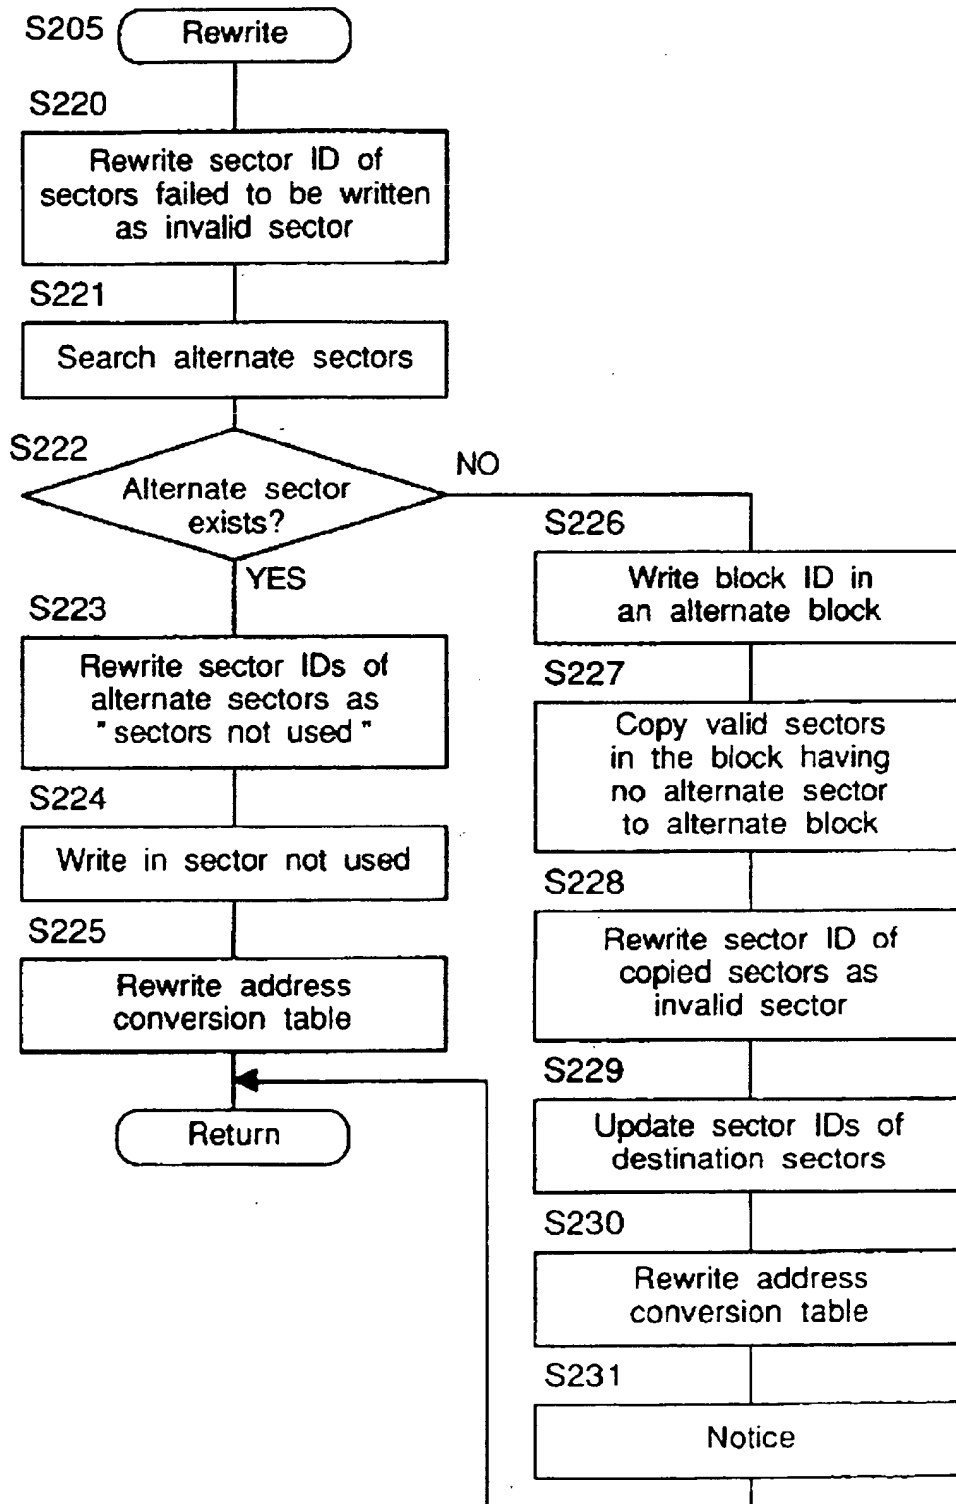 S205
Rewrite
S220
Rewrite sector ID of
sectors failed to be written
as invalid sector
S221
Search alternate sectors
S222
Alternate sector
exists?
NO
YES
S223
Rewrite sector IDs of
alternate sectors as
"sectors not used"
S224
Write in sector not used
S225
Rewrite address
conversion table
Return
S226
Write block ID in
an alternate block
S227
Copy valid sectors
in the block having
no alternate sector
to alternate block
S228
Rewrite sector ID of
copied sectors as
invalid sector
S229
Update sector IDs of
destination sectors
S230
Rewrite address
conversion table
S231
Notice